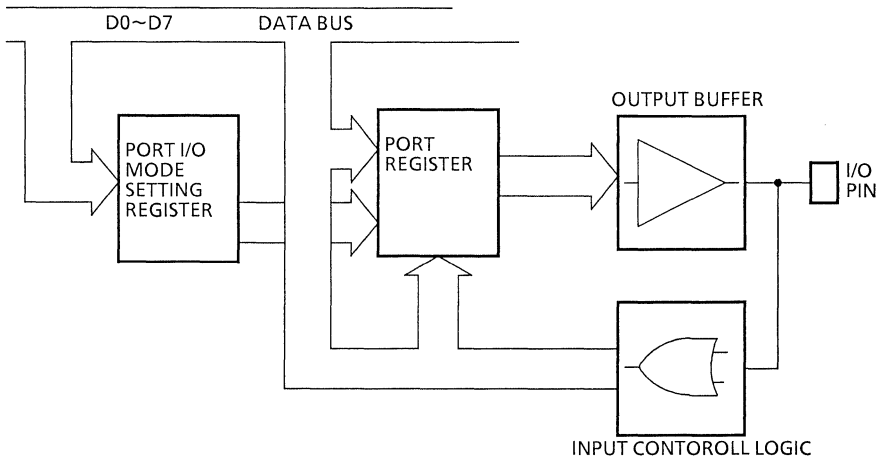 D0~D7 DATA BUS
OUTPUT BUFFER
PORT I/O
MODE
SETTING
REGISTER
PORT
REGISTER
I/O
PIN
INPUT CONTOROLL LOGIC